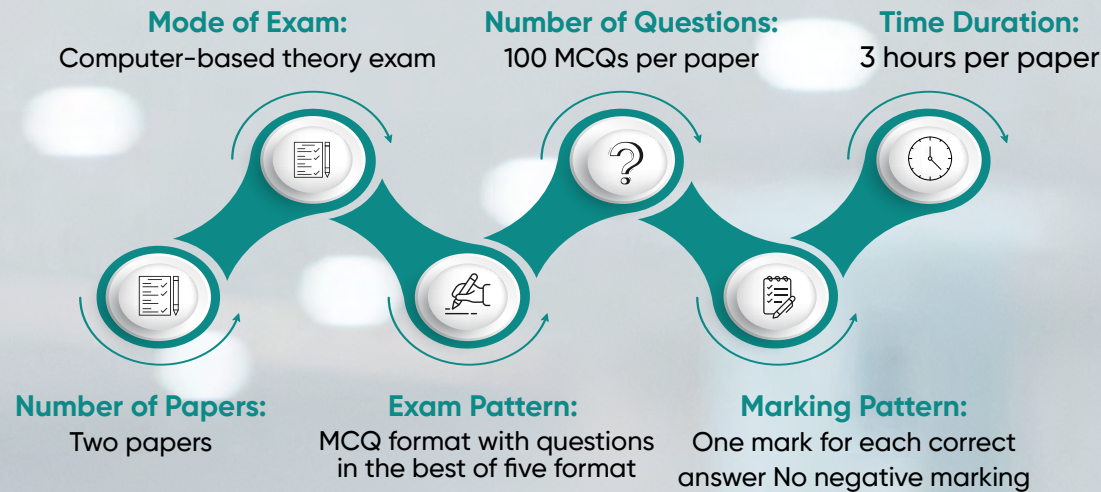 Mode of Exam:
Computer-based theory exam
Number of Questions:
100 MCQs per paper
Time Duration:
3 hours per paper
Number of Papers:
Two papers
Exam Pattern:
MCQ format with questions
in the best of five format
Marking Pattern:
One mark for each correct
answer No negative marking